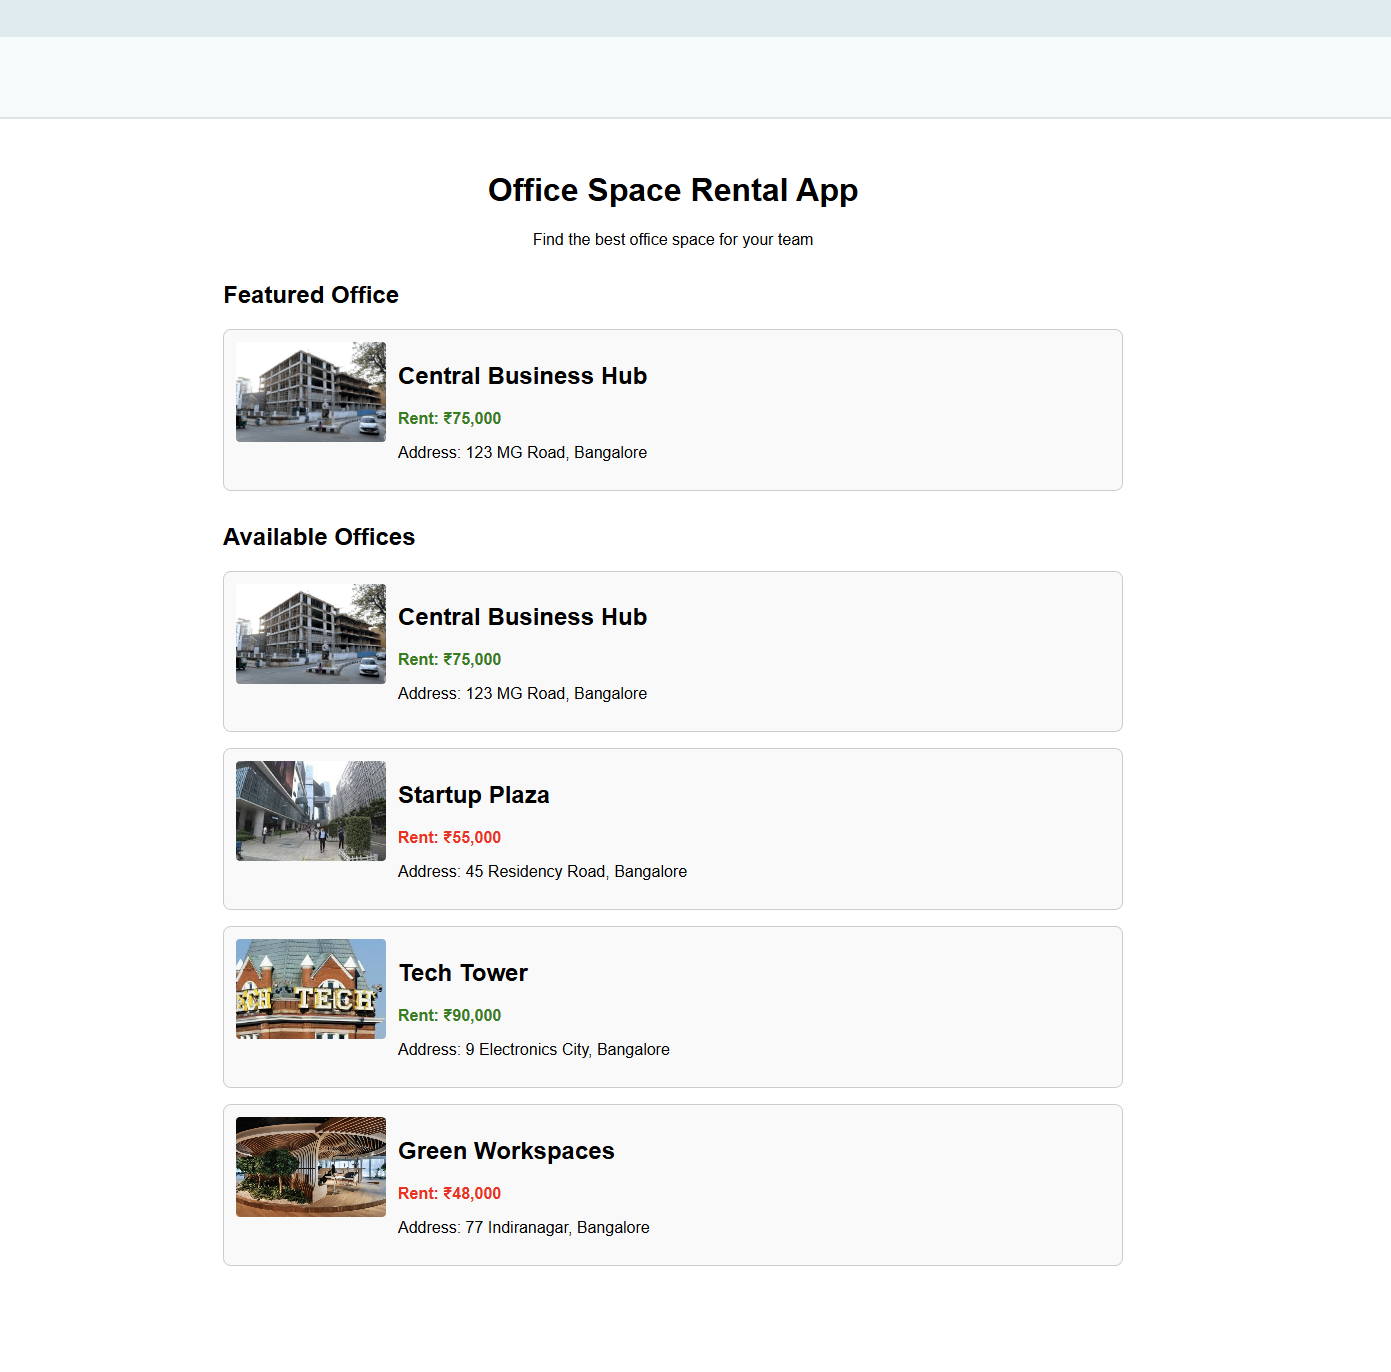 Office Space Rental App
Find the best office space for your team
Featured Office
Central Business Hub
Rent: ₹75,000
Address: 123 MG Road, Bangalore
Available Offices
Central Business Hub
Rent: ₹75,000
Address: 123 MG Road, Bangalore
Startup Plaza
Rent: ₹55,000
Address: 45 Residency Road, Bangalore
ECH TECH
Tech Tower
Rent: ₹90,000
Address: 9 Electronics City, Bangalore
Green Workspaces
Rent: ₹48,000
Address: 77 Indiranagar, Bangalore